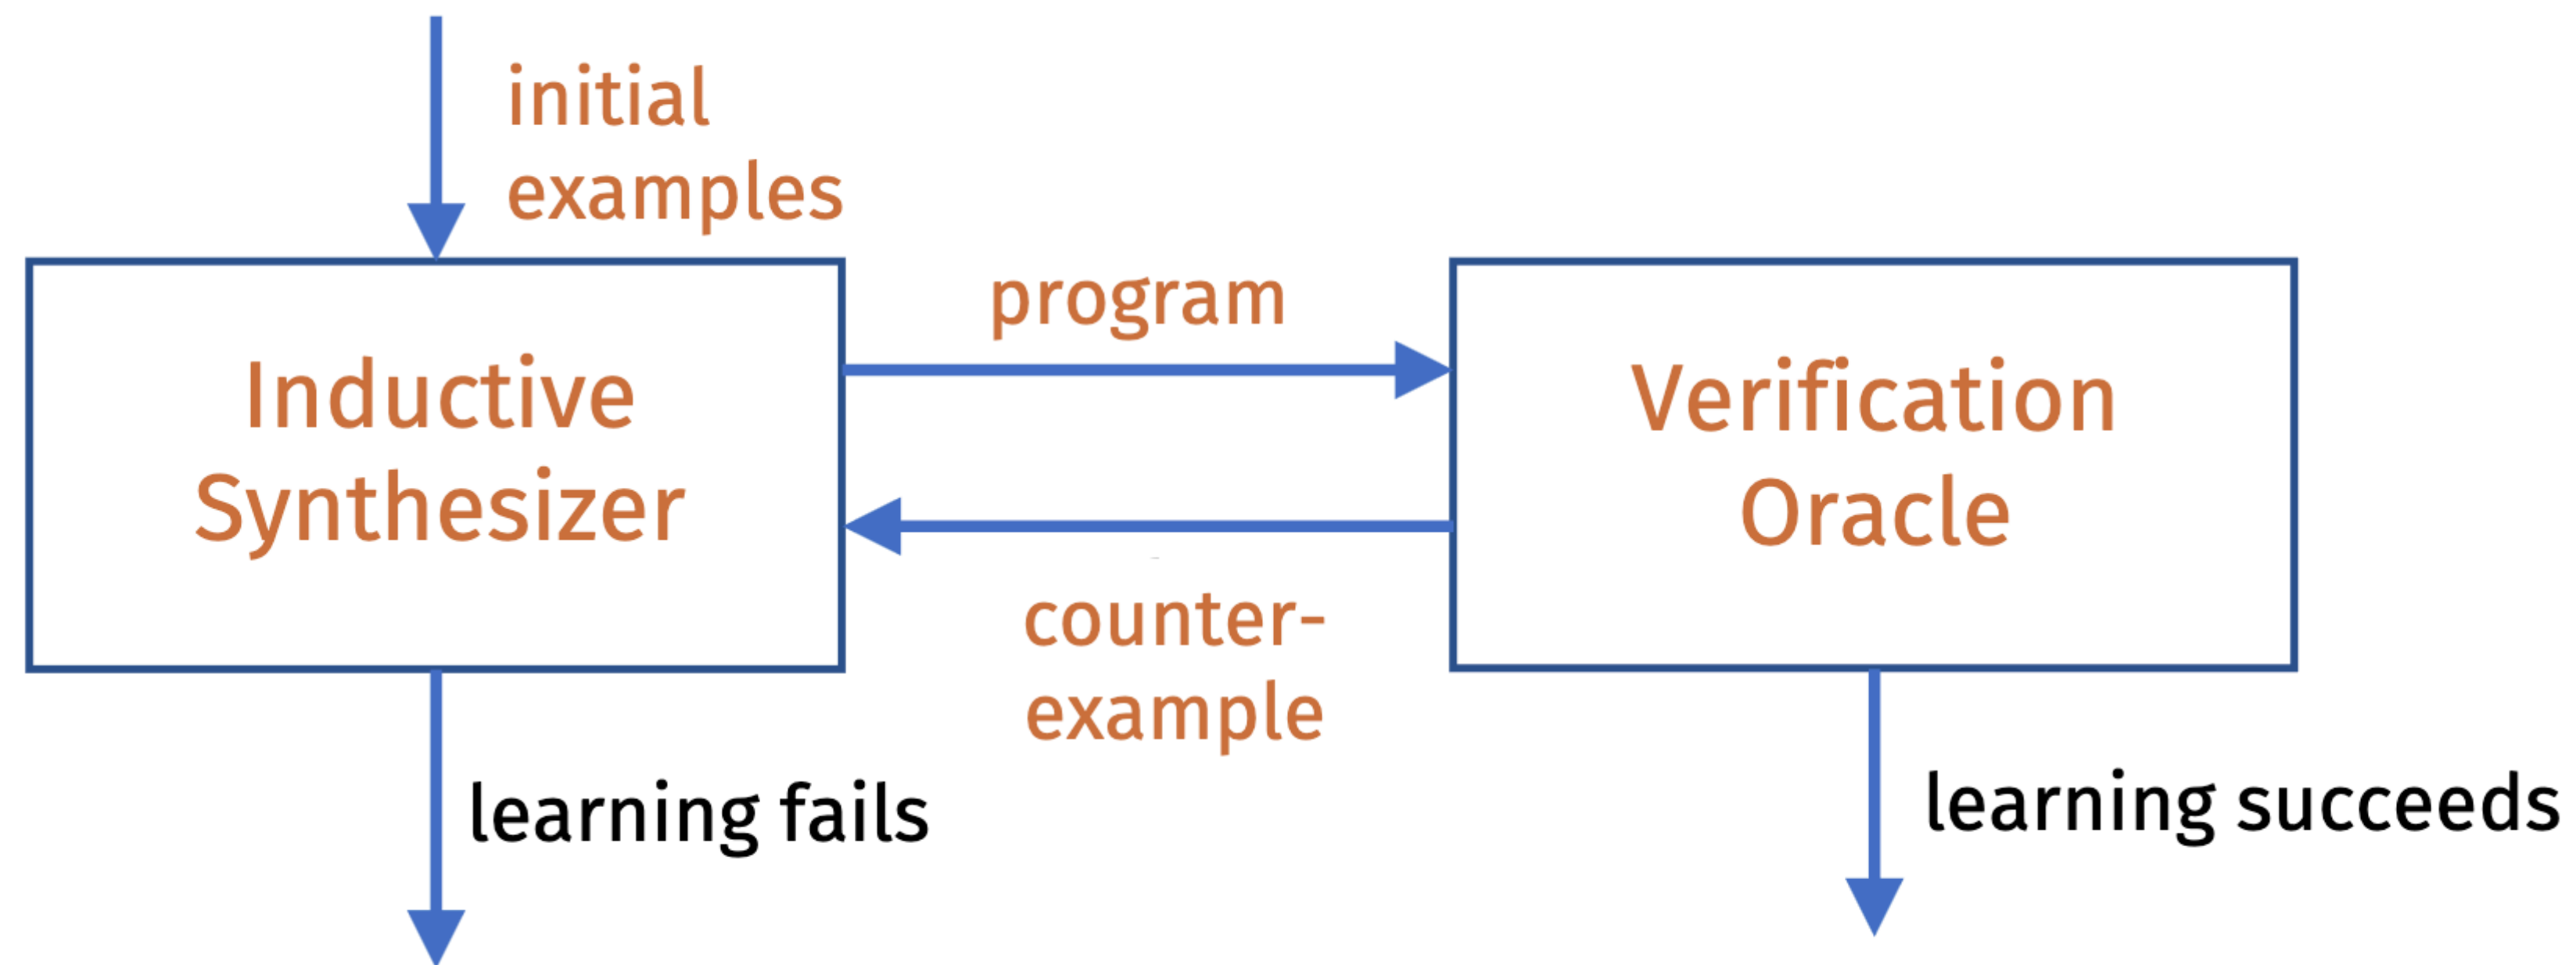 initial
examples
program
Inductive
Synthesizer
Verification
Oracle
counter-
example
learning fails
learning succeeds